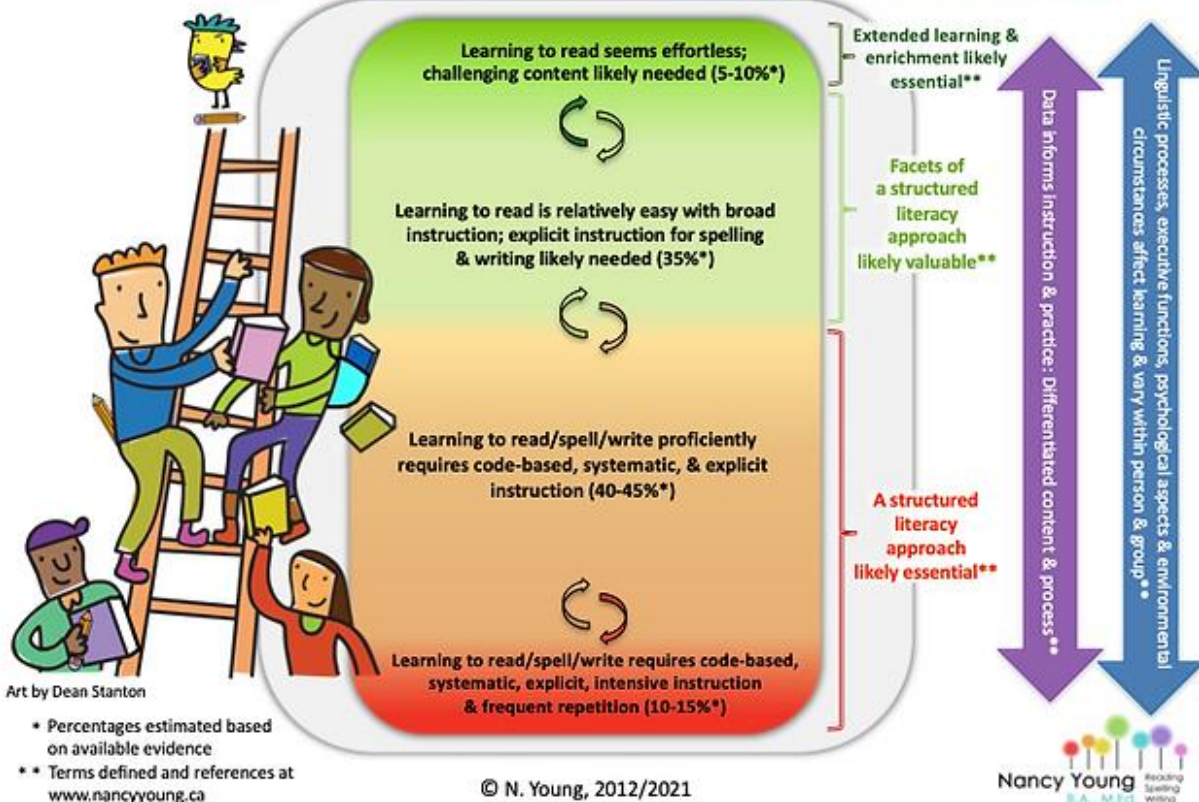 Learning to read seems effortless;
challenging content likely needed (5-10%*)
Learning to read is relatively easy with broad
instruction; explicit instruction for spelling
& writing likely needed (35%*)
Learning to read/spell/write proficiently
requires code-based, systematic, & explicit
instruction (40-45%*)
Learning to read/spell/write requires code-based,
systematic, explicit, intensive instruction
& frequent repetition (10-15%*)
Extended learning &
enrichment likely
essential**
Facets of
a structured
literacy
approach
likely valuable**
A structured
literacy
approach
likely essential**
Data informs instruction & practice: Differentiated content & process**
Linguistic processes, executive functions, psychological aspects & environmental
circumstances affect learning & vary within person & group**
Art by Dean Stanton
* Percentages estimated based
on available evidence
** Terms defined and references at
www.nancyyoung.ca
© N. Young, 2012/2021
Nancy Young
B.A., M.Ed.
Reading
Spelling
Writing